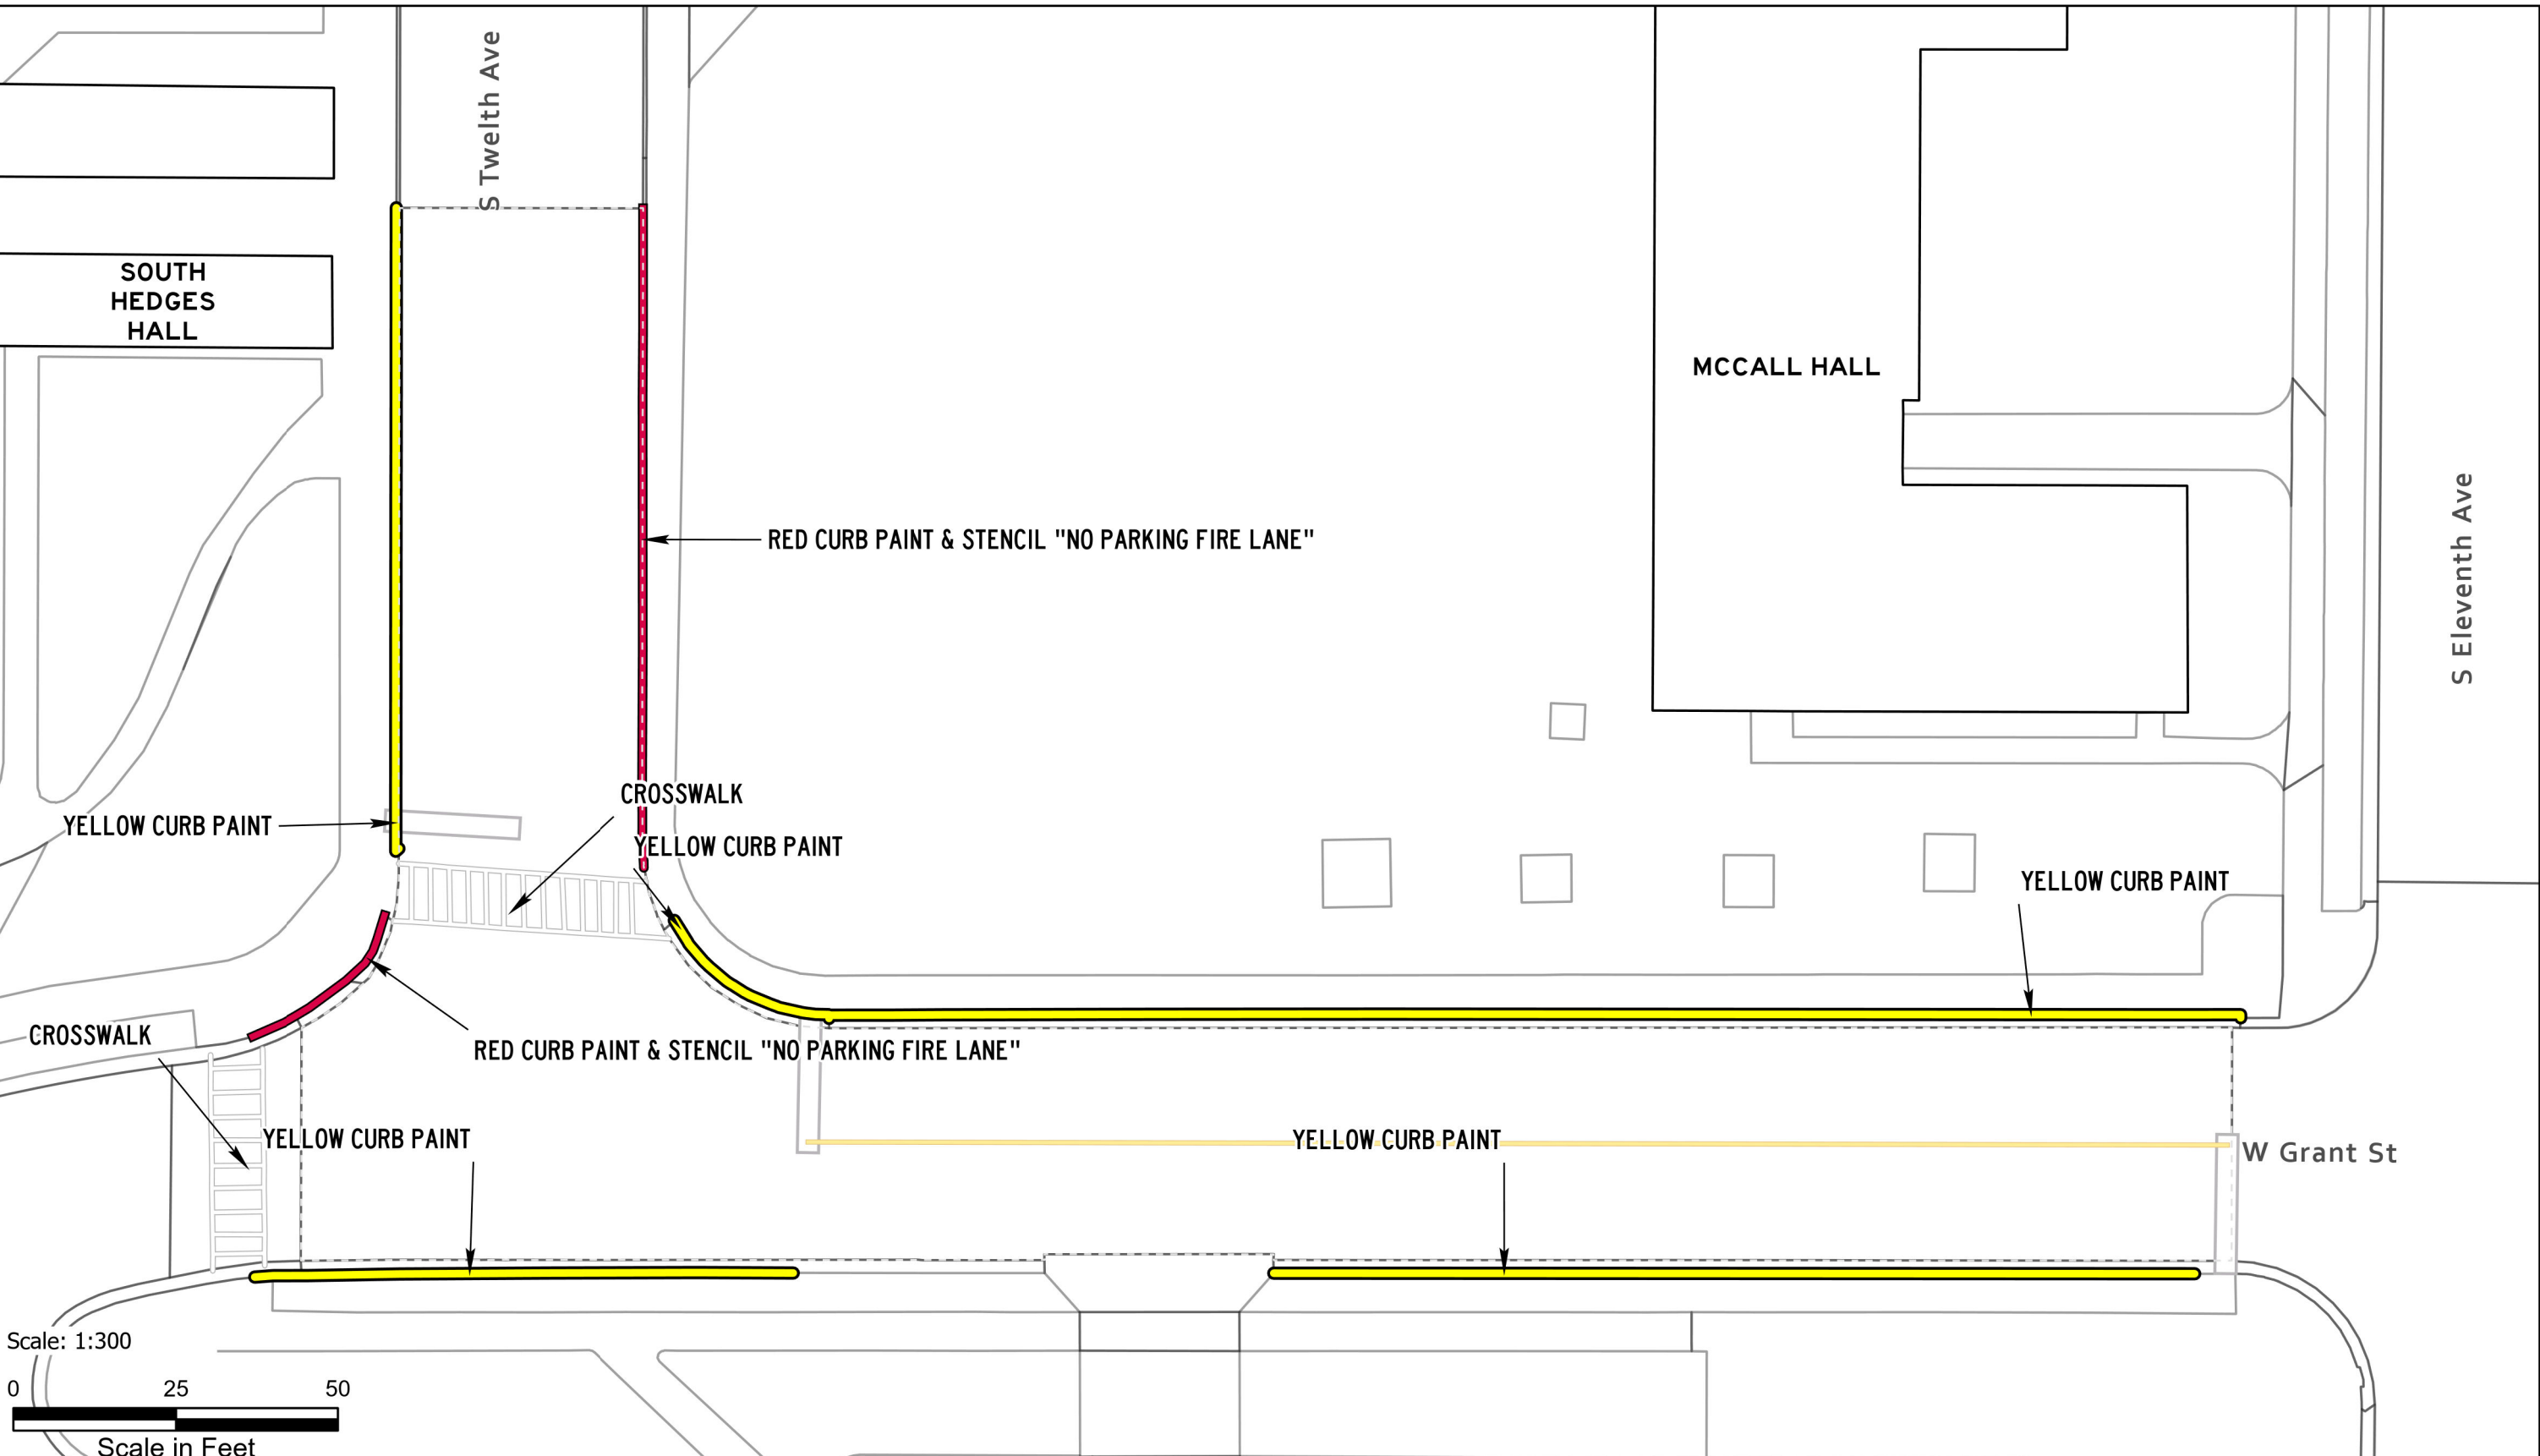 S Twelth Ave
SOUTH
HEDGES
HALL
MCCALL HALL
S Eleventh Ave
RED CURB PAINT & STENCIL "NO PARKING FIRE LANE"
CROSSWALK
YELLOW CURB PAINT
YELLOW CURB PAINT
YELLOW CURB PAINT
CROSSWALK
RED CURB PAINT & STENCIL "NO PARKING FIRE LANE"
YELLOW CURB PAINT
YELLOW CURB PAINT
W Grant St
Scale: 1:300
0 25 50
Scale in Feet